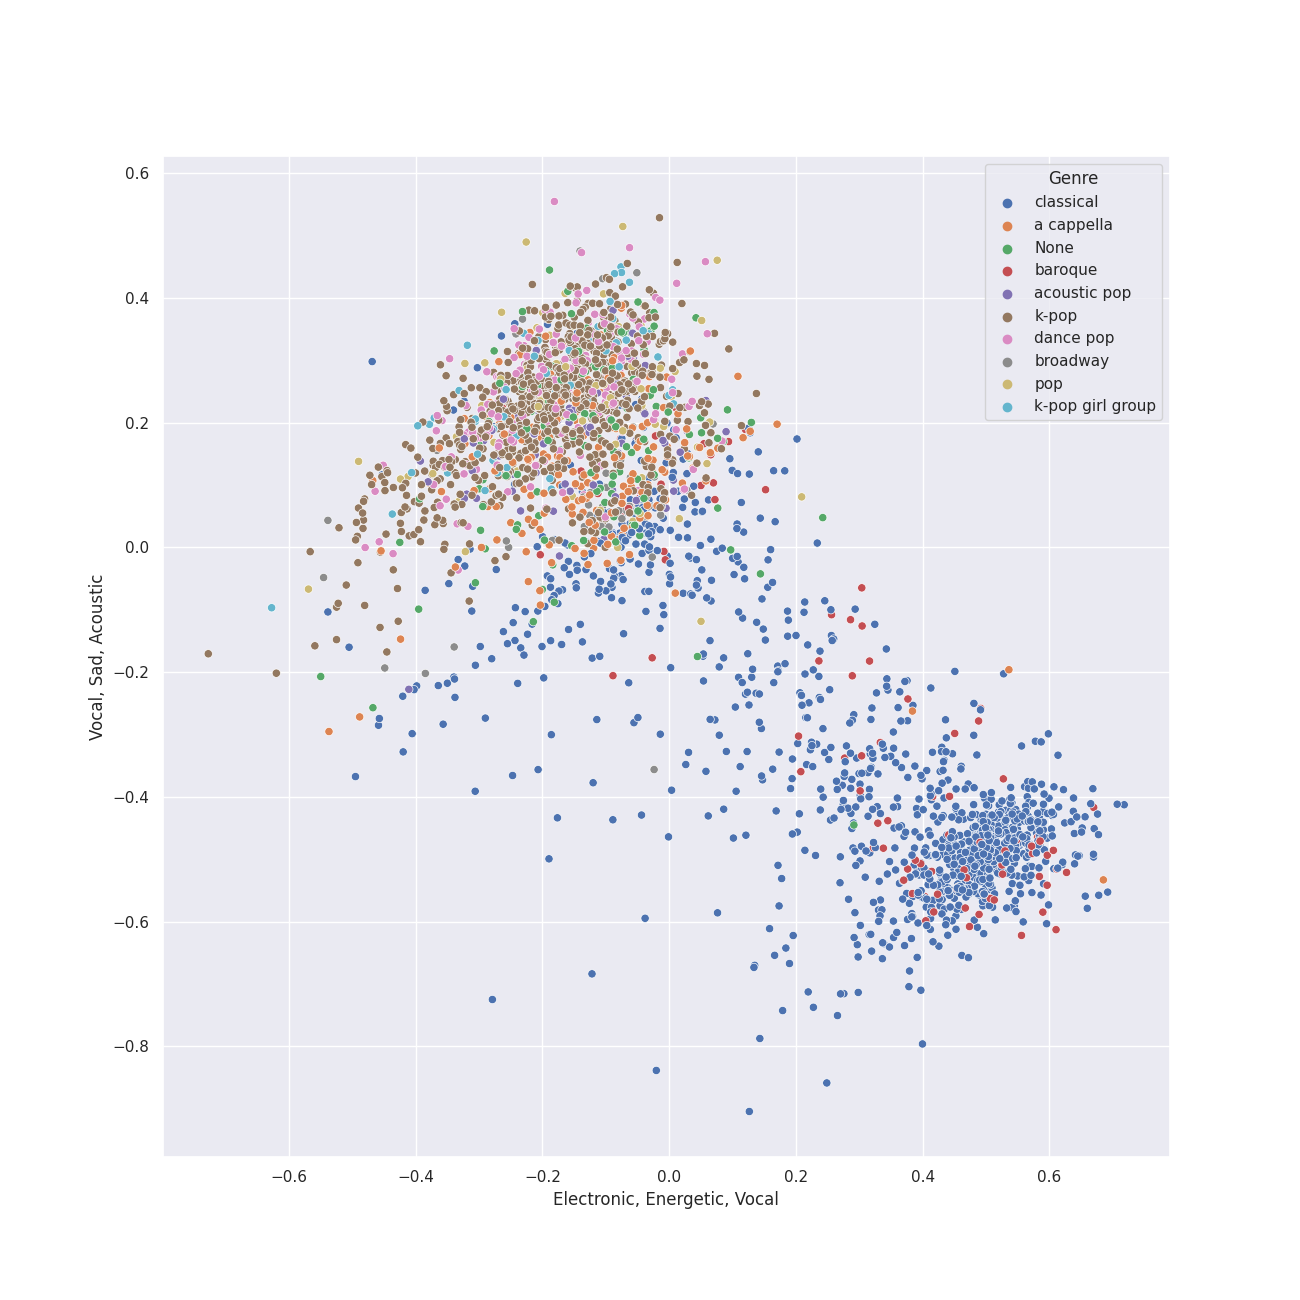 Genre
classical
a cappella
None
baroque
acoustic pop
k-pop
dance pop
broadway
pop
k-pop girl group
0.6
0.4
0.2
0.0
−0.2
−0.4
−0.6
−0.8
Vocal, Sad, Acoustic
−0.6 −0.4 −0.2 0.0 0.2 0.4 0.6
Electronic, Energetic, Vocal